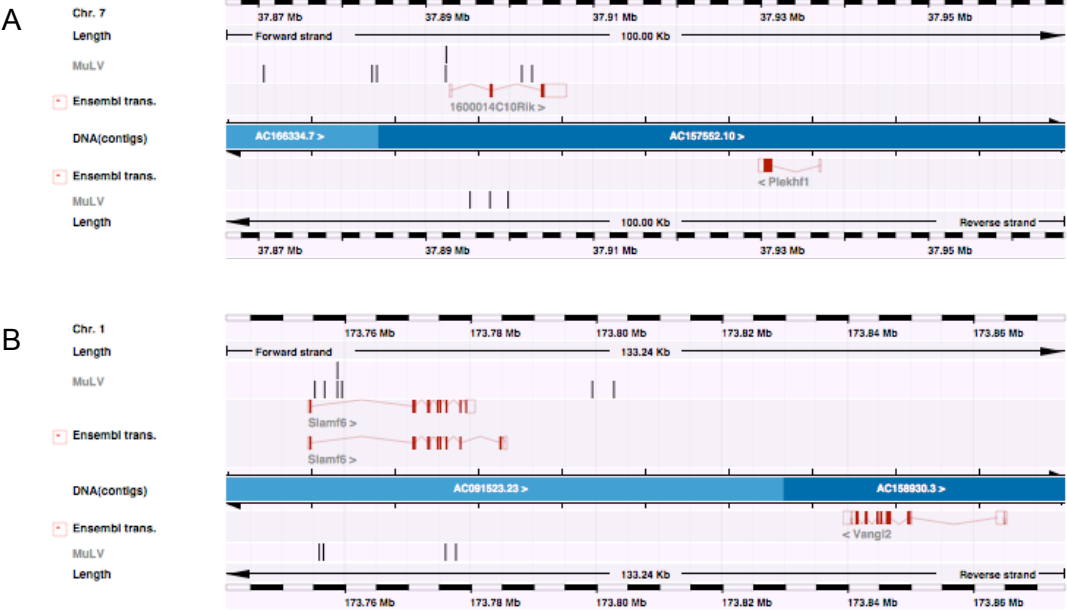 A
Chr. 7
37.87 Mb 37.89 Mb 37.91 Mb 37.93 Mb 37.95 Mb
Length Forward strand 100.00 Kb
MuLV
- Ensembl trans.
1600014C10Rik >
DNA(contigs) AC166334.7 > AC157552.10 >
- Ensembl trans.
< Plekhf1
MuLV
Length 100.00 Kb Reverse strand
37.87 Mb 37.89 Mb 37.91 Mb 37.93 Mb 37.95 Mb
B
Chr. 1
173.76 Mb 173.78 Mb 173.80 Mb 173.82 Mb 173.84 Mb 173.86 Mb
Length Forward strand 133.24 Kb
MuLV
Slamf6 >
- Ensembl trans.
Slamf6 >
DNA(contigs) AC091523.23 > AC158930.3 >
- Ensembl trans.
< Vangl2
MuLV
Length 133.24 Kb Reverse strand
173.76 Mb 173.78 Mb 173.80 Mb 173.82 Mb 173.84 Mb 173.86 Mb